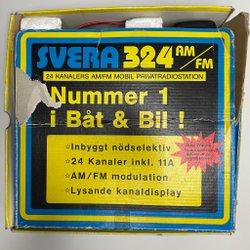 SVERA 324 AM/FM
24 KANALERS AM/FM MOBIL PRIVATRADIOSTATION
Nummer 1
i Båt & Bil !
☆Inbyggt nödselektiv
☆24 Kanaler inkl. 11A
☆AM/FM modulation
☆Lysande kanaldisplay